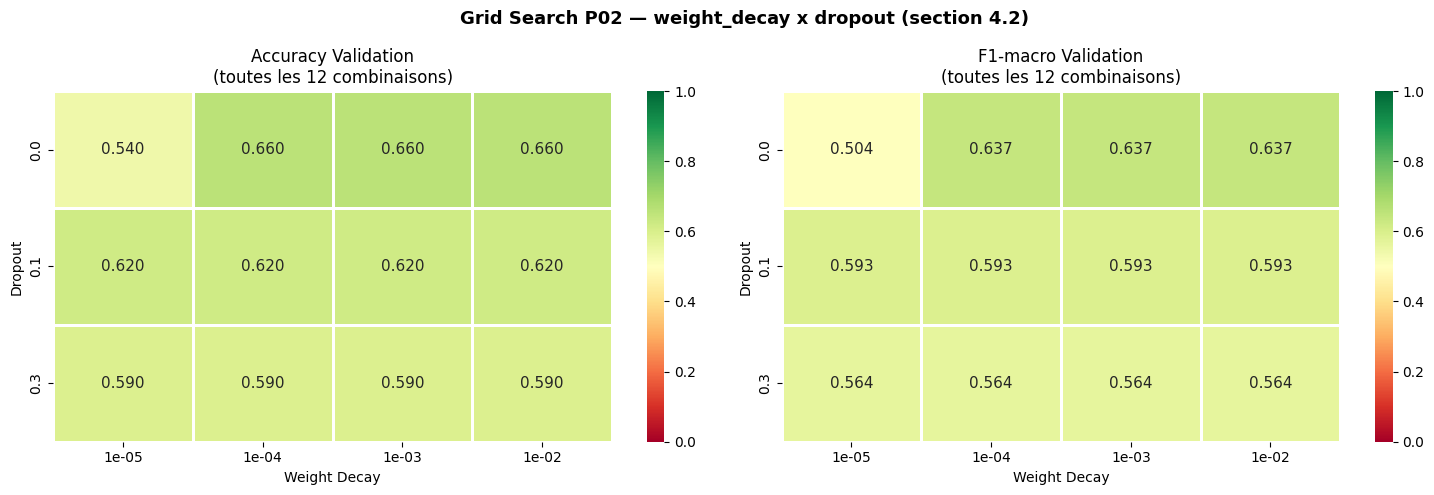 Grid Search P02 — weight_decay x dropout (section 4.2)
Accuracy Validation
(toutes les 12 combinaisons)
0.0
0.540 0.660 0.660 0.660
0.1
0.620 0.620 0.620 0.620
0.3
0.590 0.590 0.590 0.590
Dropout
1e-05 1e-04 1e-03 1e-02
Weight Decay
1.0
0.8
0.6
0.4
0.2
0.0
F1-macro Validation
(toutes les 12 combinaisons)
0.0
0.504 0.637 0.637 0.637
0.1
0.593 0.593 0.593 0.593
0.3
0.564 0.564 0.564 0.564
Dropout
1e-05 1e-04 1e-03 1e-02
Weight Decay
1.0
0.8
0.6
0.4
0.2
0.0